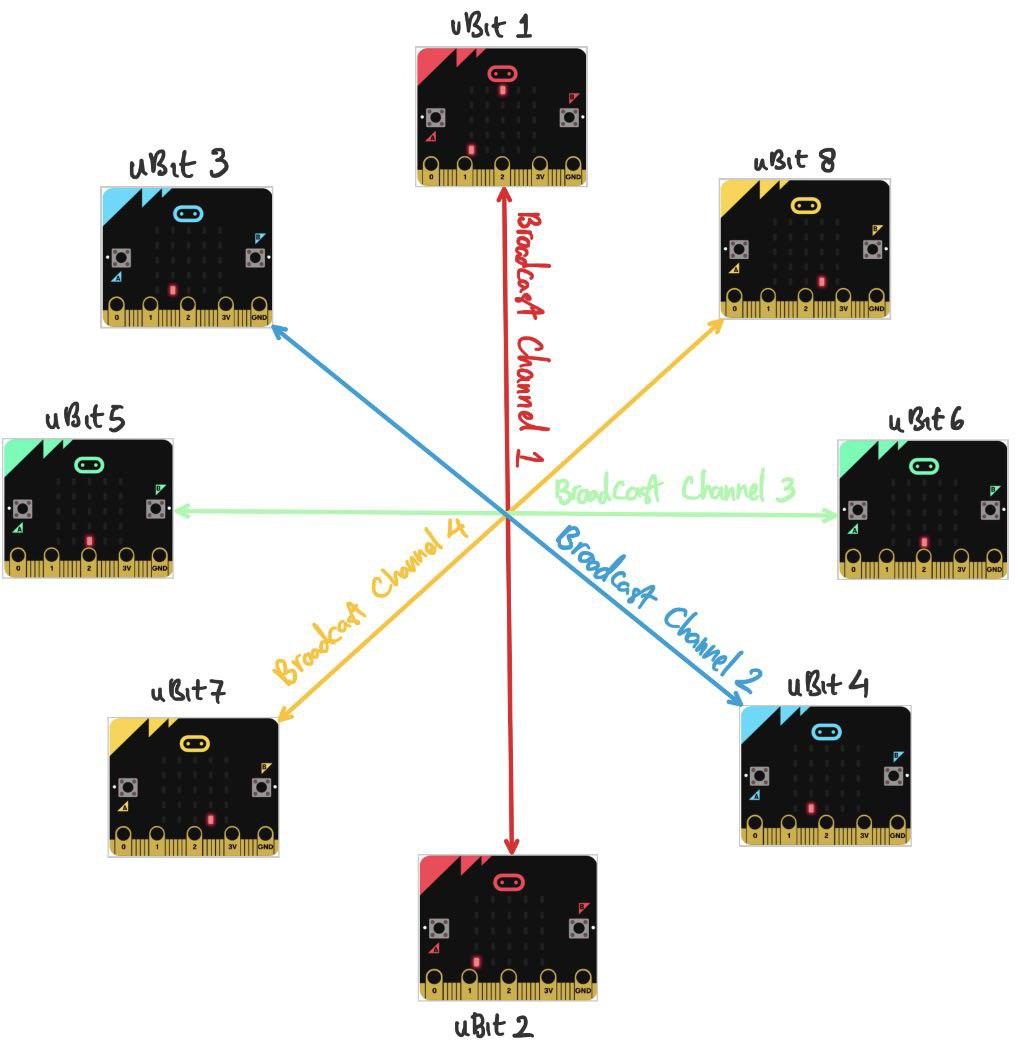 uBit 1
B
A
0 1 2 3V GND
uBit 3
B
A
0 1 2 3V GND
uBit 8
B
A
0 1 2 3V GND
Broadcast Channel 1
uBit 5
B
A
0 1 2 3V GND
uBit 6
B
A
0 1 2 3V GND
BroadCast Channel 3
Broadcast Channel 4
Broadcast Channel 2
uBit 7
B
A
0 1 2 3V GND
uBit 4
B
A
0 1 2 3V GND
B
A
0 1 2 3V GND
uBit 2